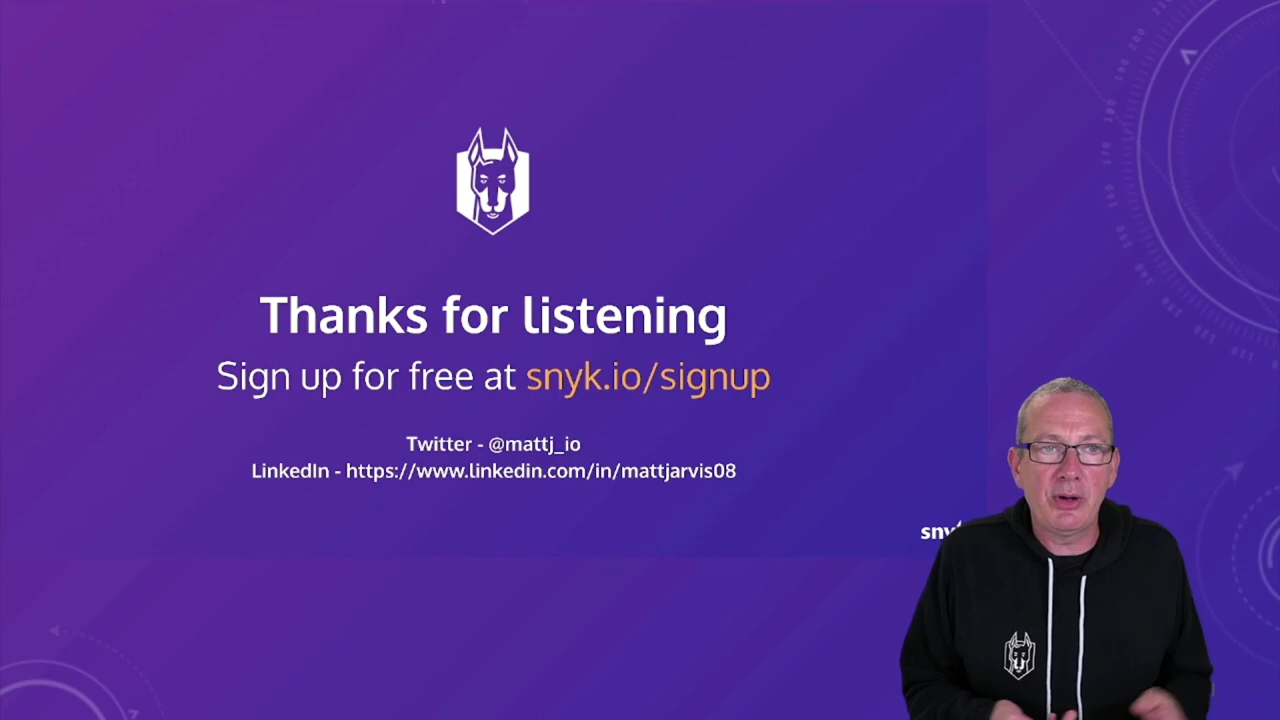 Thanks for listening
Sign up for free at snyk.io/signup
Twitter - @mattj_io
LinkedIn - https://www.linkedin.com/in/mattjarvis08